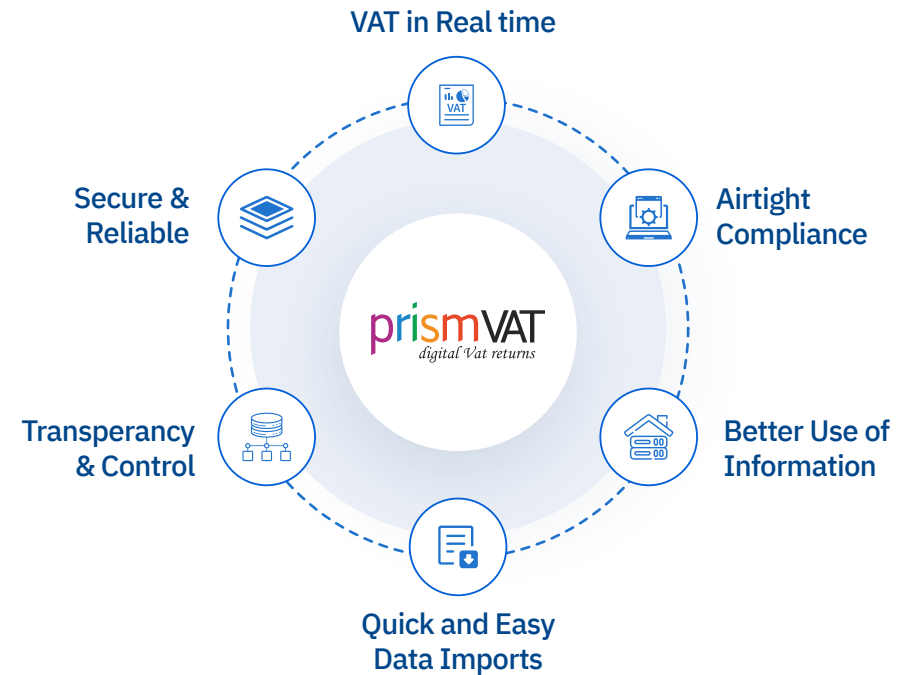 VAT in Real time
VAT
Secure &
Reliable
Airtight
Compliance
prismVAT
digital Vat returns
Transperancy
& Control
Better Use of
Information
Quick and Easy
Data Imports